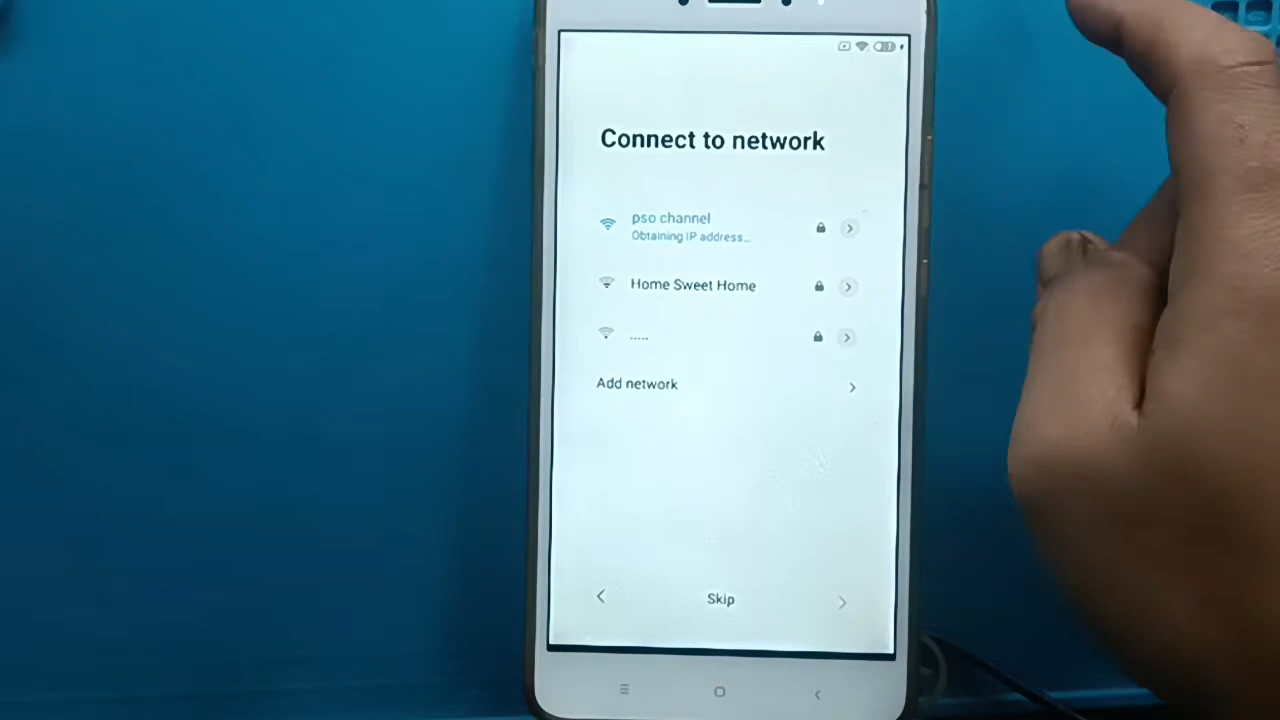 Connect to network
pso channel
Obtaining IP address...
Home Sweet Home
.....
Add network
Skip